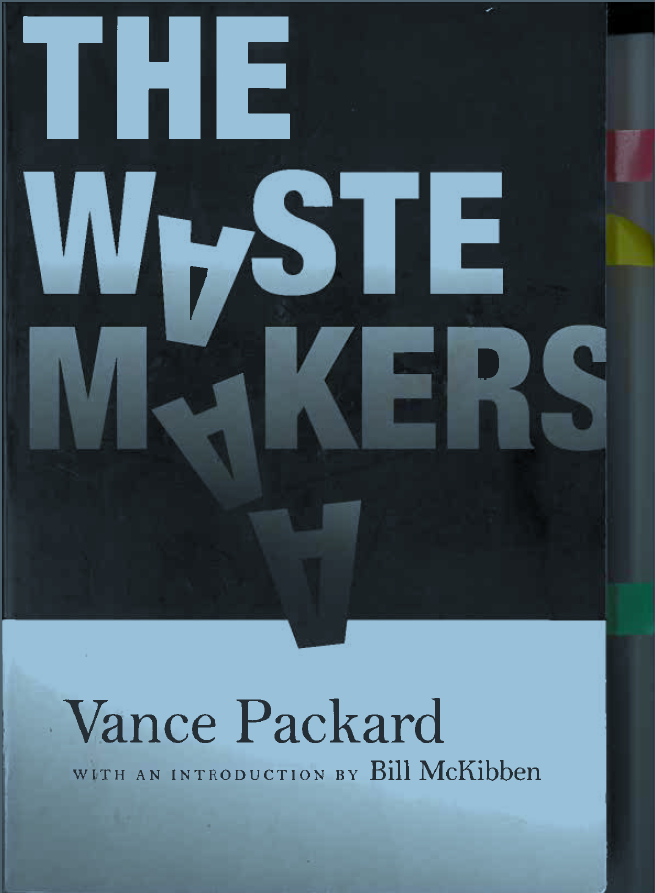 THE
WASTE
MAKERS
A
Vance Packard
WITH AN INTRODUCTION BY Bill McKibben